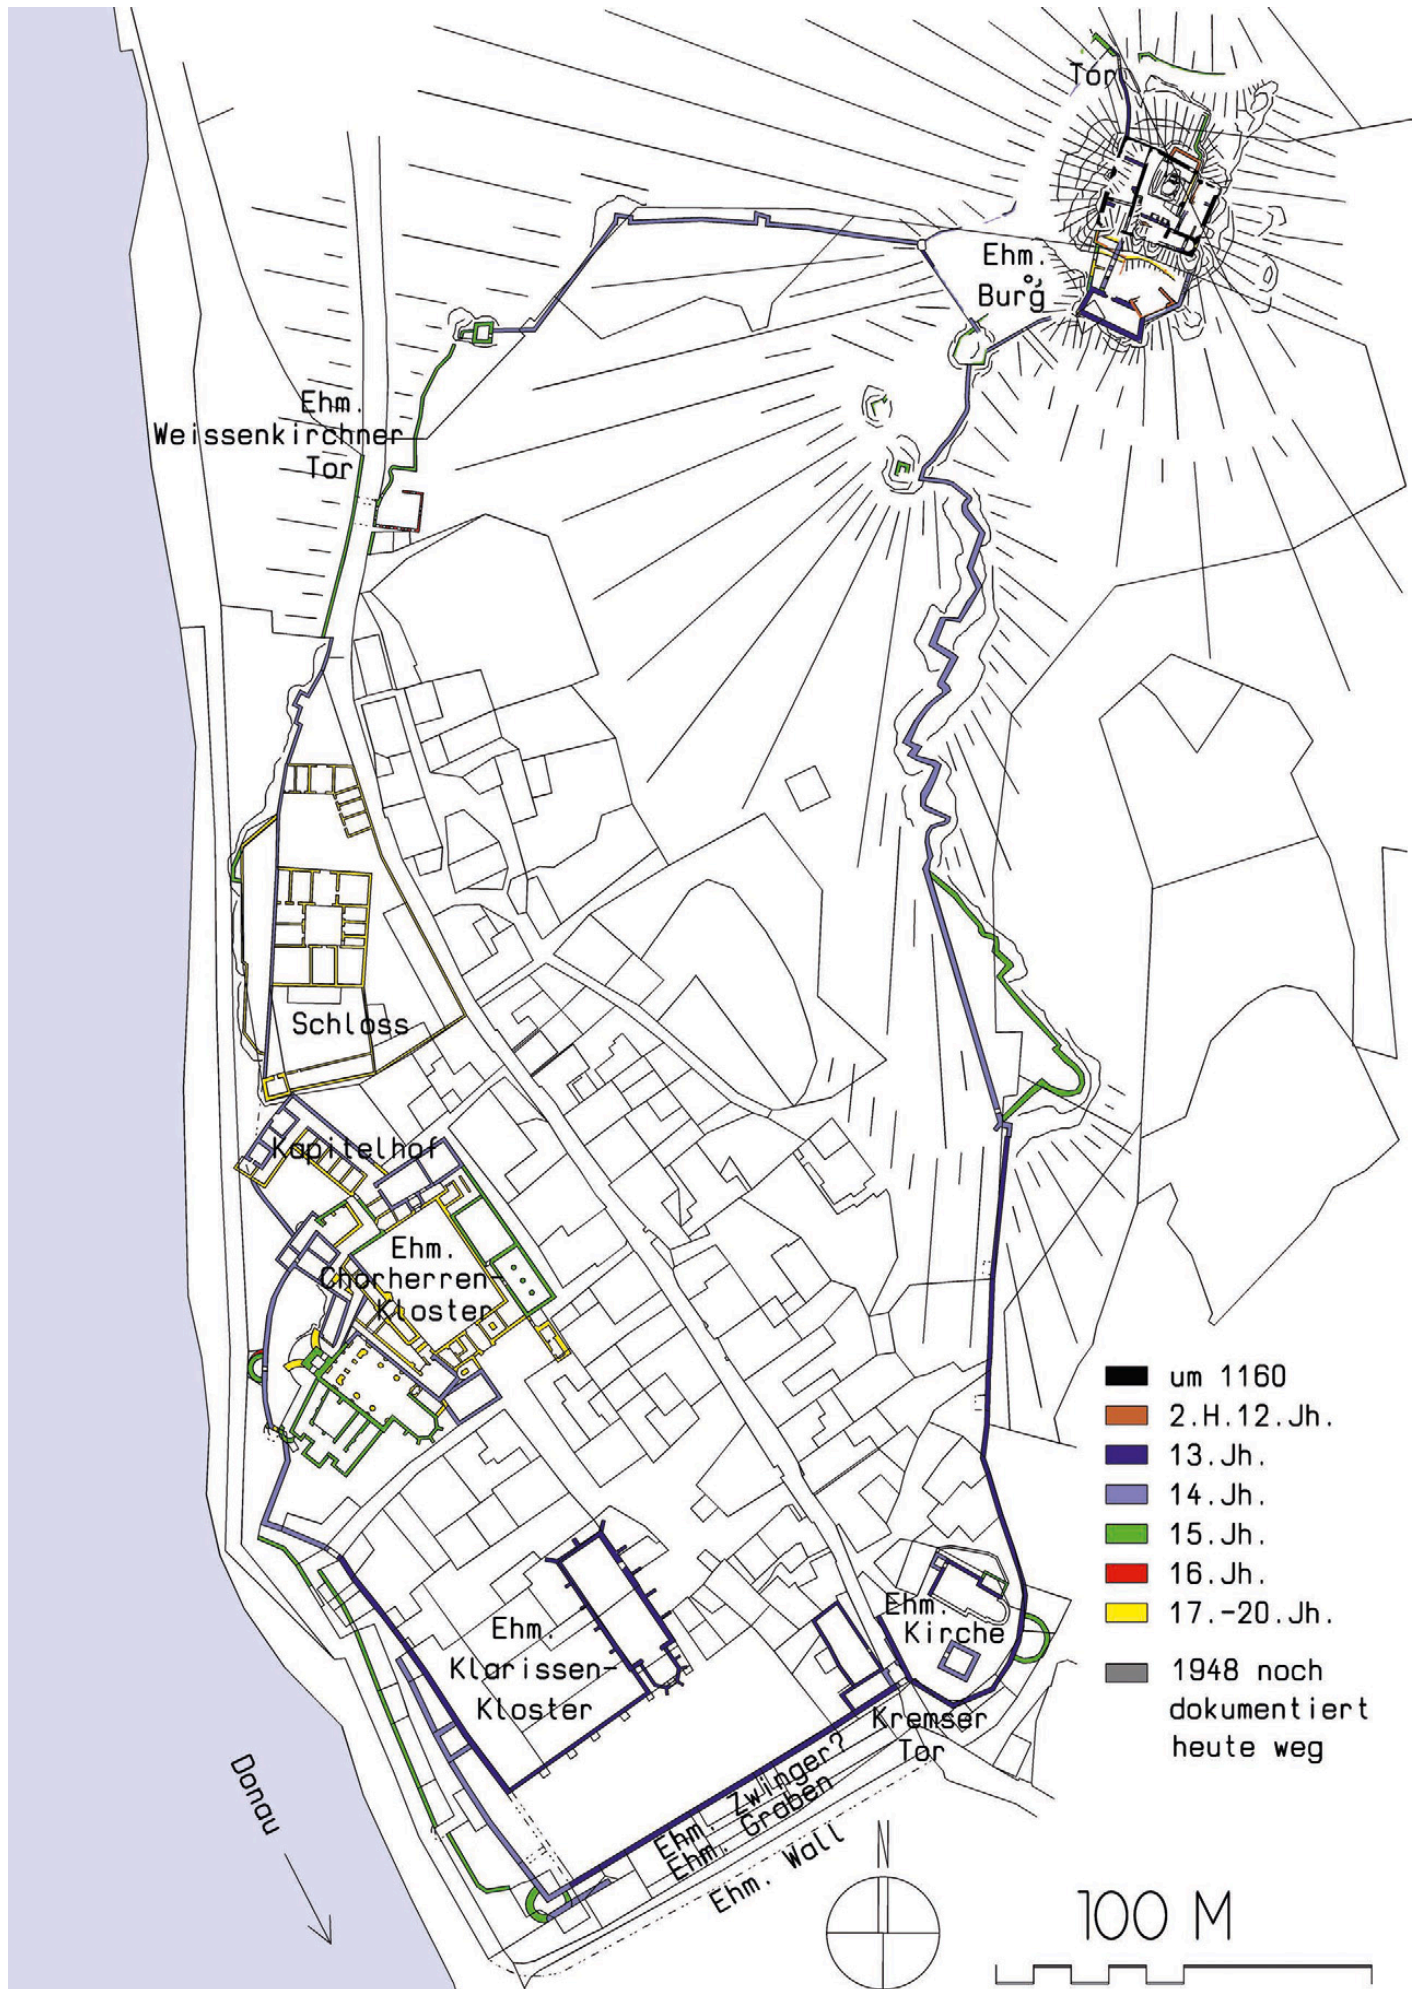 Tor
Ehm.
Burg
Ehm.
Weissenkirchner
Tor
Schloss
Kapitelhof
Ehm.
Chorherren-
Kloster
um 1160
2.H.12.Jh.
13.Jh.
14.Jh.
15.Jh.
16.Jh.
17.-20.Jh.
1948 noch
dokumentiert
heute weg
Ehm.
Kirche
Ehm.
Klarissen-
Kloster
Kremser
Tor
Ehm. Zwinger?
Ehm. Graben
Ehm. Wall
Donau
N
100 M